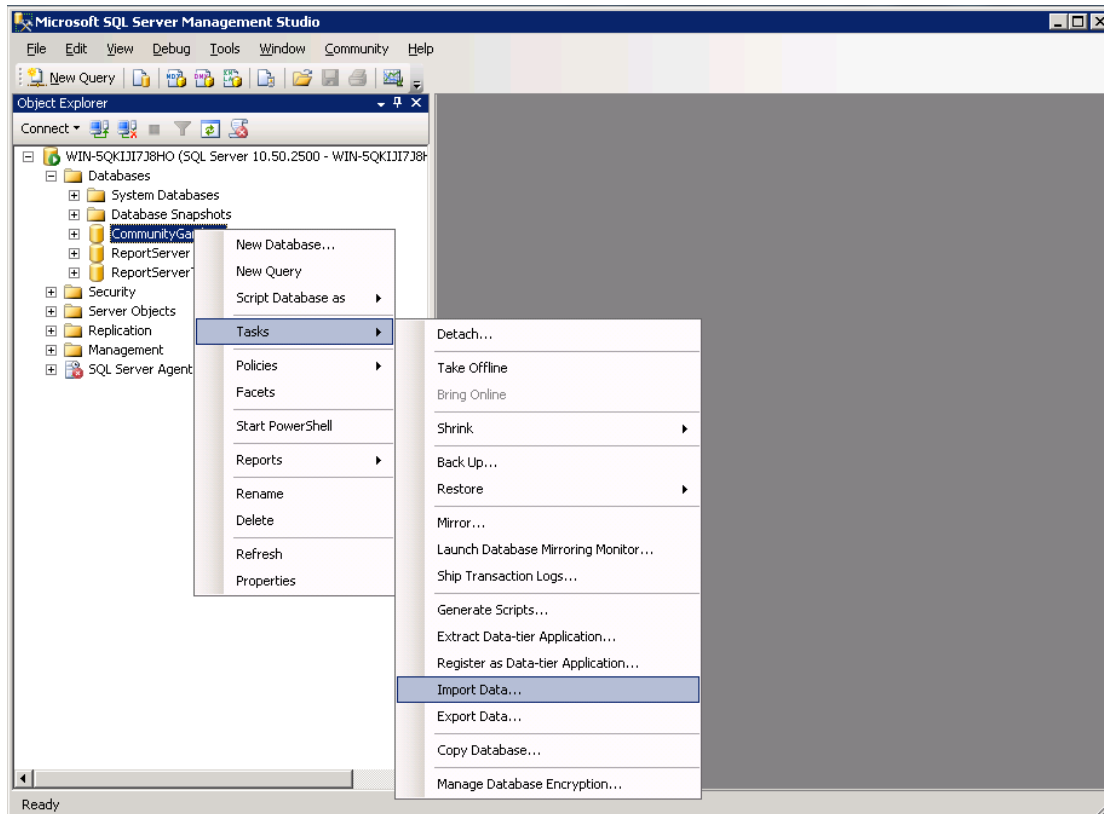 Microsoft SQL Server Management Studio
File Edit View Debug Tools Window Community Help
New Query
Object Explorer
Connect
WIN-5QKIJI7J8HO (SQL Server 10.50.2500 - WIN-5QKIJI7J8H
Databases
System Databases
Database Snapshots
CommunityGa
ReportServer
ReportServer
Security
Server Objects
Replication
Management
SQL Server Agent
New Database...
New Query
Script Database as
Tasks
Policies
Facets
Start PowerShell
Reports
Rename
Delete
Refresh
Properties
Detach...
Take Offline
Bring Online
Shrink
Back Up...
Restore
Mirror...
Launch Database Mirroring Monitor...
Ship Transaction Logs...
Generate Scripts...
Extract Data-tier Application...
Register as Data-tier Application...
Import Data...
Export Data...
Copy Database...
Manage Database Encryption...
Ready